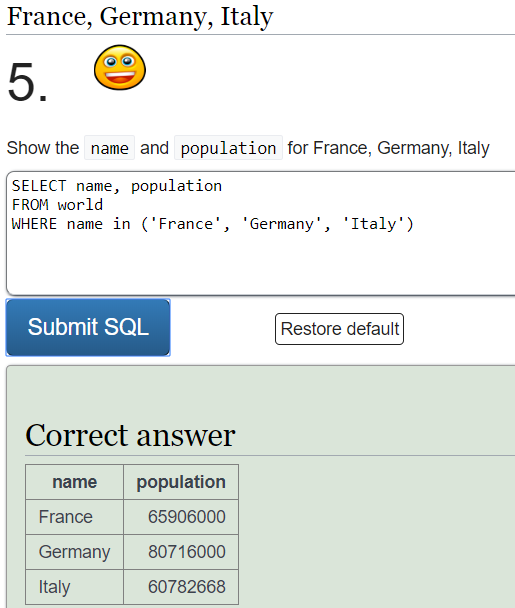 France, Germany, Italy
5.
Show the name and population for France, Germany, Italy
SELECT name, population
FROM world
WHERE name in ('France', 'Germany', 'Italy')
Submit SQL Restore default
Correct answer
name population
France 65906000
Germany 80716000
Italy 60782668